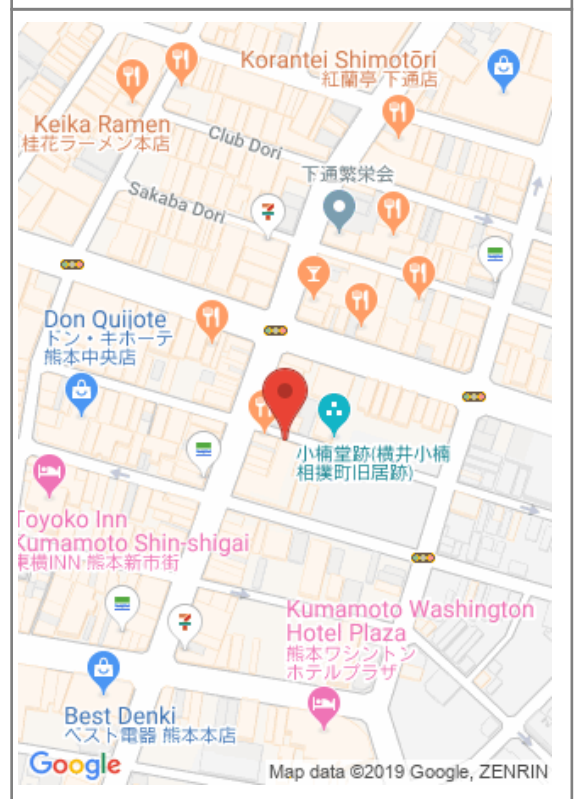 Korantei Shimotōri
紅蘭亭 下通店
Keika Ramen
桂花ラーメン本店
Club Dori
下通繁栄会
Sakaba Dori
7
Don Quijote
ドン・キホーテ
熊本中央店
小楠堂跡(横井小楠
相撲町旧居跡)
Toyoko Inn
Kumamoto Shin-shigai
東横INN 熊本新市街
7
Kumamoto Washington
Hotel Plaza
熊本ワシントン
ホテルプラザ
Best Denki
ベスト電器 熊本本店
Google
Map data ©2019 Google, ZENRIN